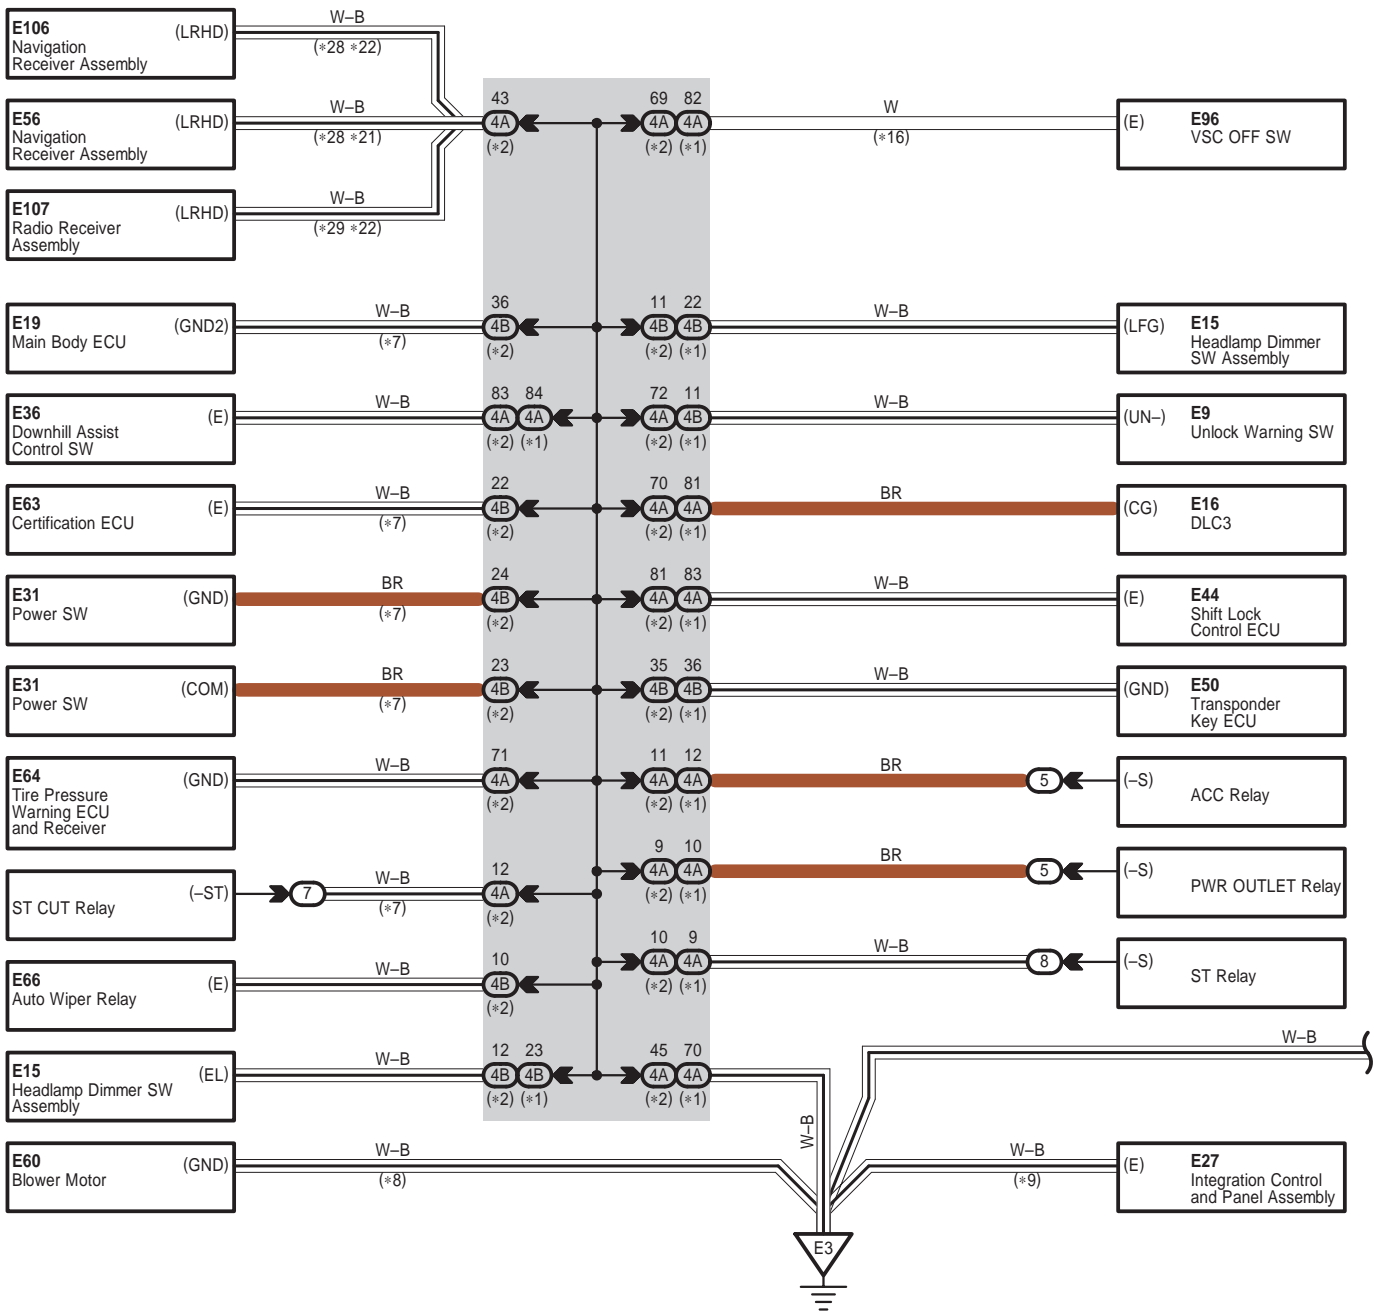 E106 (LRHD)
Navigation
Receiver Assembly
W–B
(*28 *22)
E56 (LRHD)
Navigation
Receiver Assembly
W–B
(*28 *21)
43
4A
(*2)
69 82
4A 4A
(*2) (*1)
W
(*16)
(E) E96
VSC OFF SW
E107 (LRHD)
Radio Receiver
Assembly
W–B
(*29 *22)
E19 (GND2)
Main Body ECU
W–B
(*7)
36
4B
(*2)
11 22
4B 4B
(*2) (*1)
W–B
(LFG) E15
Headlamp Dimmer
SW Assembly
E36 (E)
Downhill Assist
Control SW
W–B
83 84
4A 4A
(*2) (*1)
72 11
4A 4B
(*2) (*1)
W–B
(UN–) E9
Unlock Warning SW
E63 (E)
Certification ECU
W–B
(*7)
22
4B
(*2)
70 81
4A 4A
(*2) (*1)
BR
(CG) E16
DLC3
E31 (GND)
Power SW
BR
(*7)
24
4B
(*2)
81 83
4A 4A
(*2) (*1)
W–B
(E) E44
Shift Lock
Control ECU
E31 (COM)
Power SW
BR
(*7)
23
4B
(*2)
35 36
4B 4B
(*2) (*1)
W–B
(GND) E50
Transponder
Key ECU
E64 (GND)
Tire Pressure
Warning ECU
and Receiver
W–B
71
4A
(*2)
11 12
4A 4A
(*2) (*1)
BR
5
(–S)
ACC Relay
9 10
4A 4A
(*2) (*1)
BR
5
(–S)
PWR OUTLET Relay
(–ST)
ST CUT Relay
7
W–B
(*7)
12
4A
(*2)
10 9
4A 4A
(*2) (*1)
W–B
8
(–S)
ST Relay
E66 (E)
Auto Wiper Relay
W–B
10
4B
(*2)
W–B
E15 (EL)
Headlamp Dimmer SW
Assembly
W–B
12 23
4B 4B
(*2) (*1)
45 70
4A 4A
(*2) (*1)
W–B
E60 (GND)
Blower Motor
W–B
(*8)
W–B
(*9)
(E) E27
Integration Control
and Panel Assembly
E3